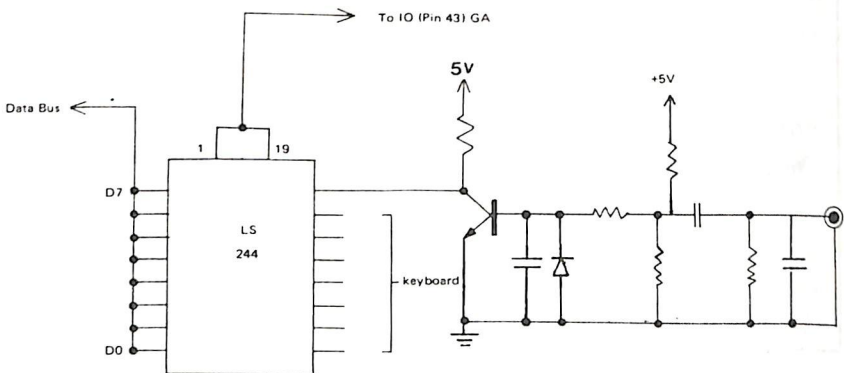 To IO (Pin 43) GA
5V
+5V
Data Bus
1 19
D7
LS
244
keyboard
D0